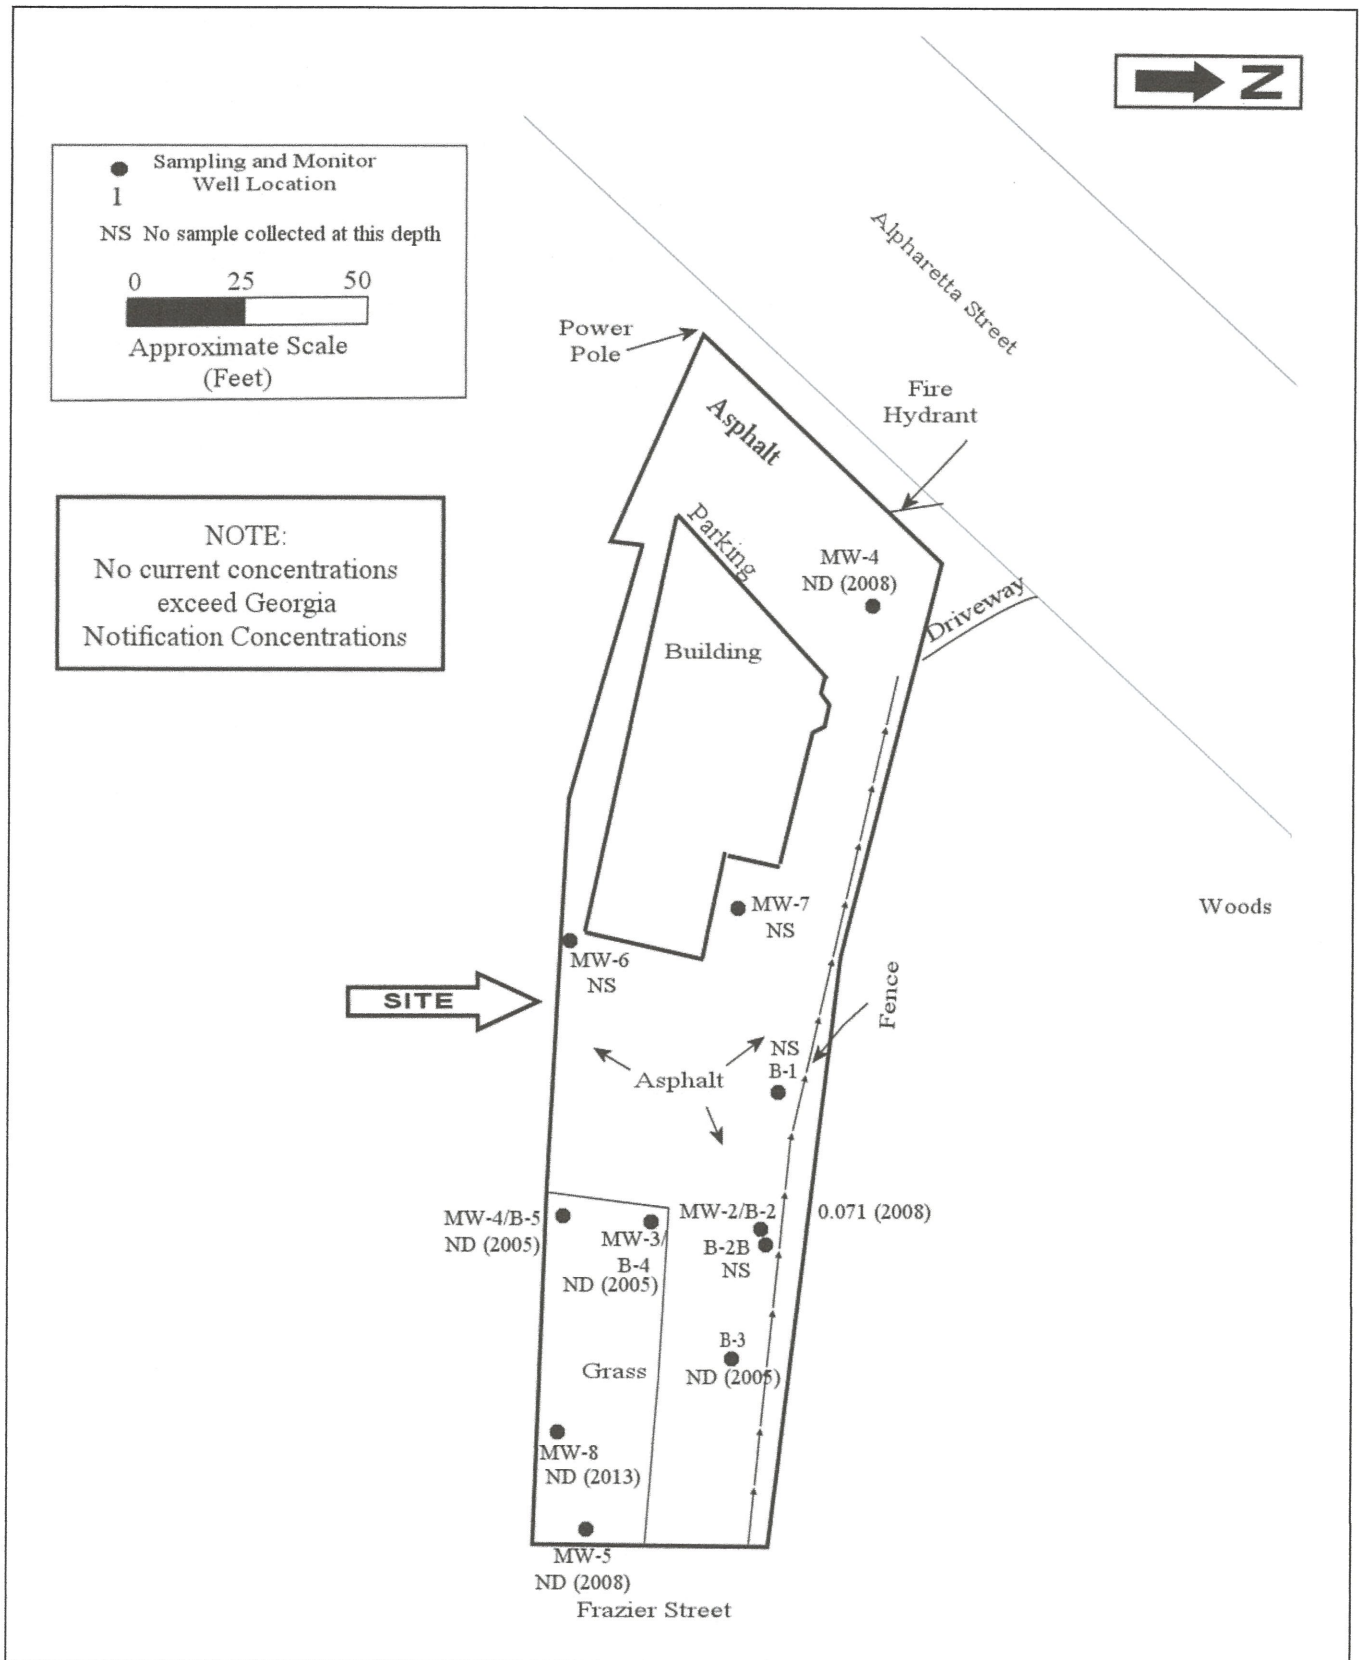 N
Sampling and Monitor
Well Location
1
NS No sample collected at this depth
0 25 50
Approximate Scale
(Feet)
Alpharetta Street
Power
Pole
Fire
Hydrant
Asphalt
NOTE:
No current concentrations
exceed Georgia
Notification Concentrations
Parking
MW-4
ND (2008)
Driveway
Building
Woods
MW-7
NS
MW-6
NS
SITE
Fence
NS
B-1
Asphalt
MW-4/B-5
ND (2005)
MW-3/
B-4
ND (2005)
MW-2/B-2
0.071 (2008)
B-2B
NS
B-3
ND (2005)
Grass
MW-8
ND (2013)
MW-5
ND (2008)
Frazier Street